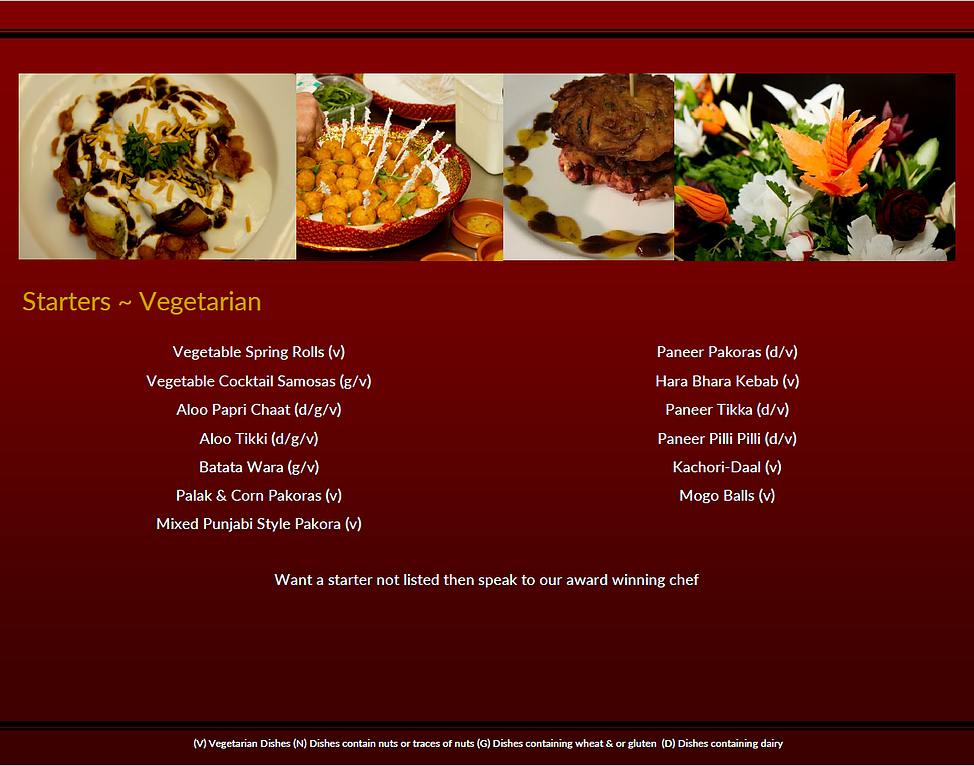 Starters ~ Vegetarian
Vegetable Spring Rolls (v)
Vegetable Cocktail Samosas (g/v)
Aloo Papri Chaat (d/g/v)
Aloo Tikki (d/g/v)
Batata Wara (g/v)
Palak & Corn Pakoras (v)
Mixed Punjabi Style Pakora (v)
Paneer Pakoras (d/v)
Hara Bhara Kebab (v)
Paneer Tikka (d/v)
Paneer Pilli Pilli (d/v)
Kachori-Daal (v)
Mogo Balls (v)
Want a starter not listed then speak to our award winning chef
(V) Vegetarian Dishes (N) Dishes contain nuts or traces of nuts (G) Dishes containing wheat & or gluten (D) Dishes containing dairy